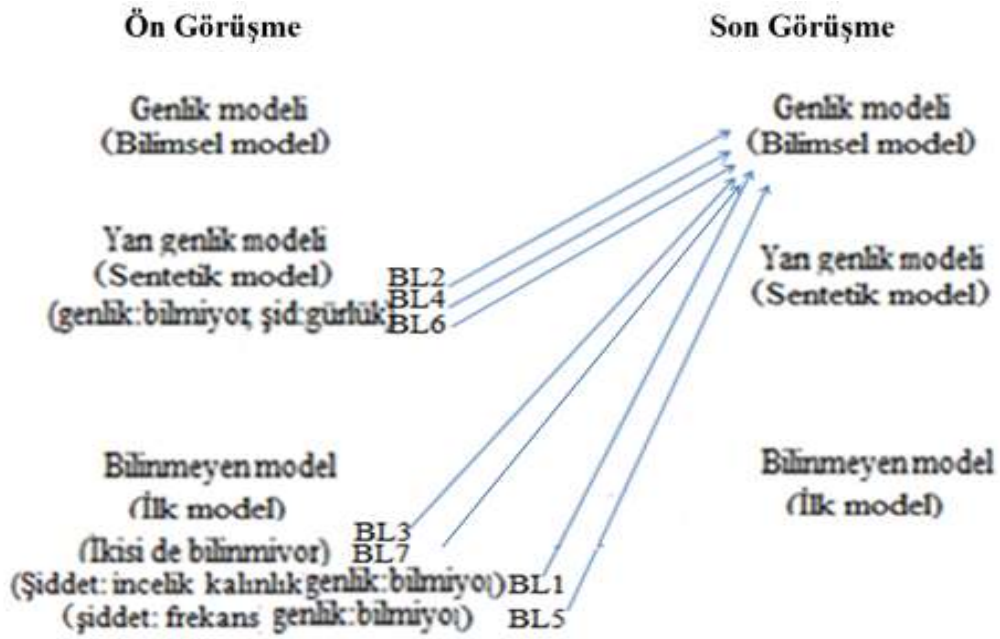 Ön Görüşme
Son Görüşme
Genlik modeli
(Bilimsel model)
Genlik modeli
(Bilimsel model)
Yarı genlik modeli
(Sentetik model)
(genlik:bilmiyor, şid:gürlük)
BL2
BL4
BL6
Yarı genlik modeli
(Sentetik model)
Bilinmeyen model
(İlk model)
(İkisi de bilinmiyor)
BL3
BL7
(Şiddet: incelik kalınlık genlik:bilmiyor) BL1
(şiddet: frekans genlik:bilmiyor) BL5
Bilinmeyen model
(İlk model)